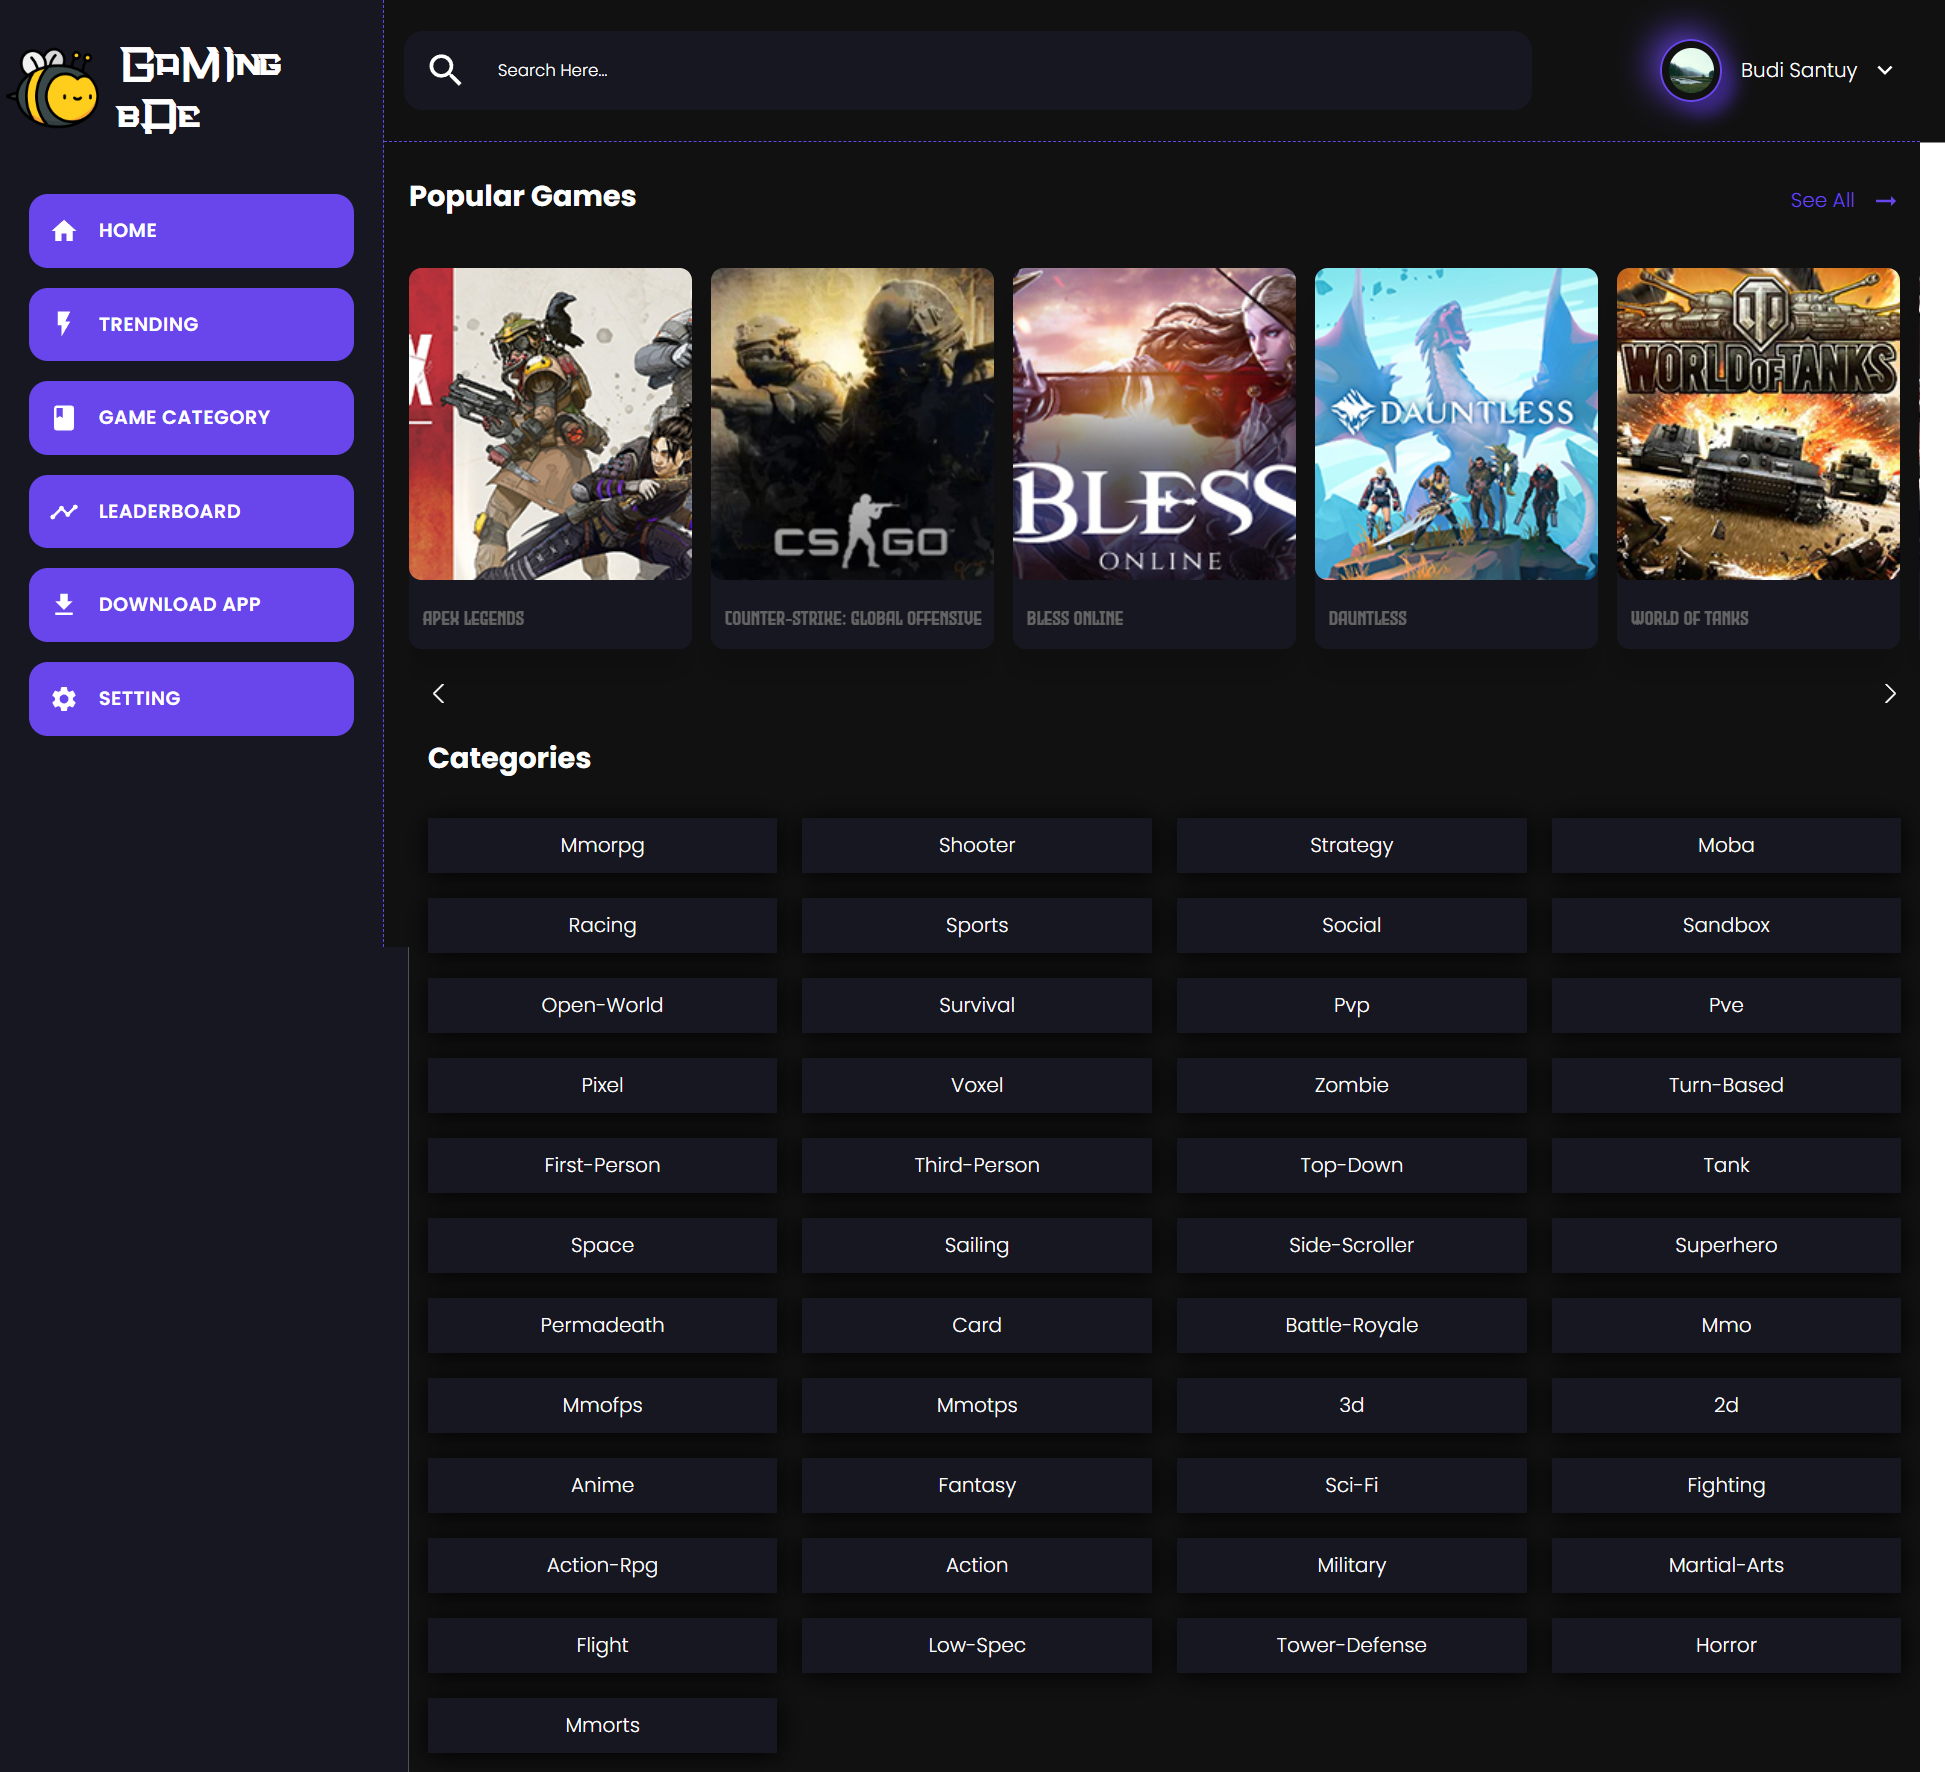 GaMIng
bOe
Search Here...
Budi Santuy
HOME
TRENDING
GAME CATEGORY
LEADERBOARD
DOWNLOAD APP
SETTING
Popular Games
See All
CS GO
BLESS
ONLINE
DAUNTLESS
WORLD OF TANKS
APEX LEGENDS
COUNTER-STRIKE: GLOBAL OFFENSIVE
BLESS ONLINE
DAUNTLESS
WORLD OF TANKS
Categories
Mmorpg
Shooter
Strategy
Moba
Racing
Sports
Social
Sandbox
Open-World
Survival
Pvp
Pve
Pixel
Voxel
Zombie
Turn-Based
First-Person
Third-Person
Top-Down
Tank
Space
Sailing
Side-Scroller
Superhero
Permadeath
Card
Battle-Royale
Mmo
Mmofps
Mmotps
3d
2d
Anime
Fantasy
Sci-Fi
Fighting
Action-Rpg
Action
Military
Martial-Arts
Flight
Low-Spec
Tower-Defense
Horror
Mmorts